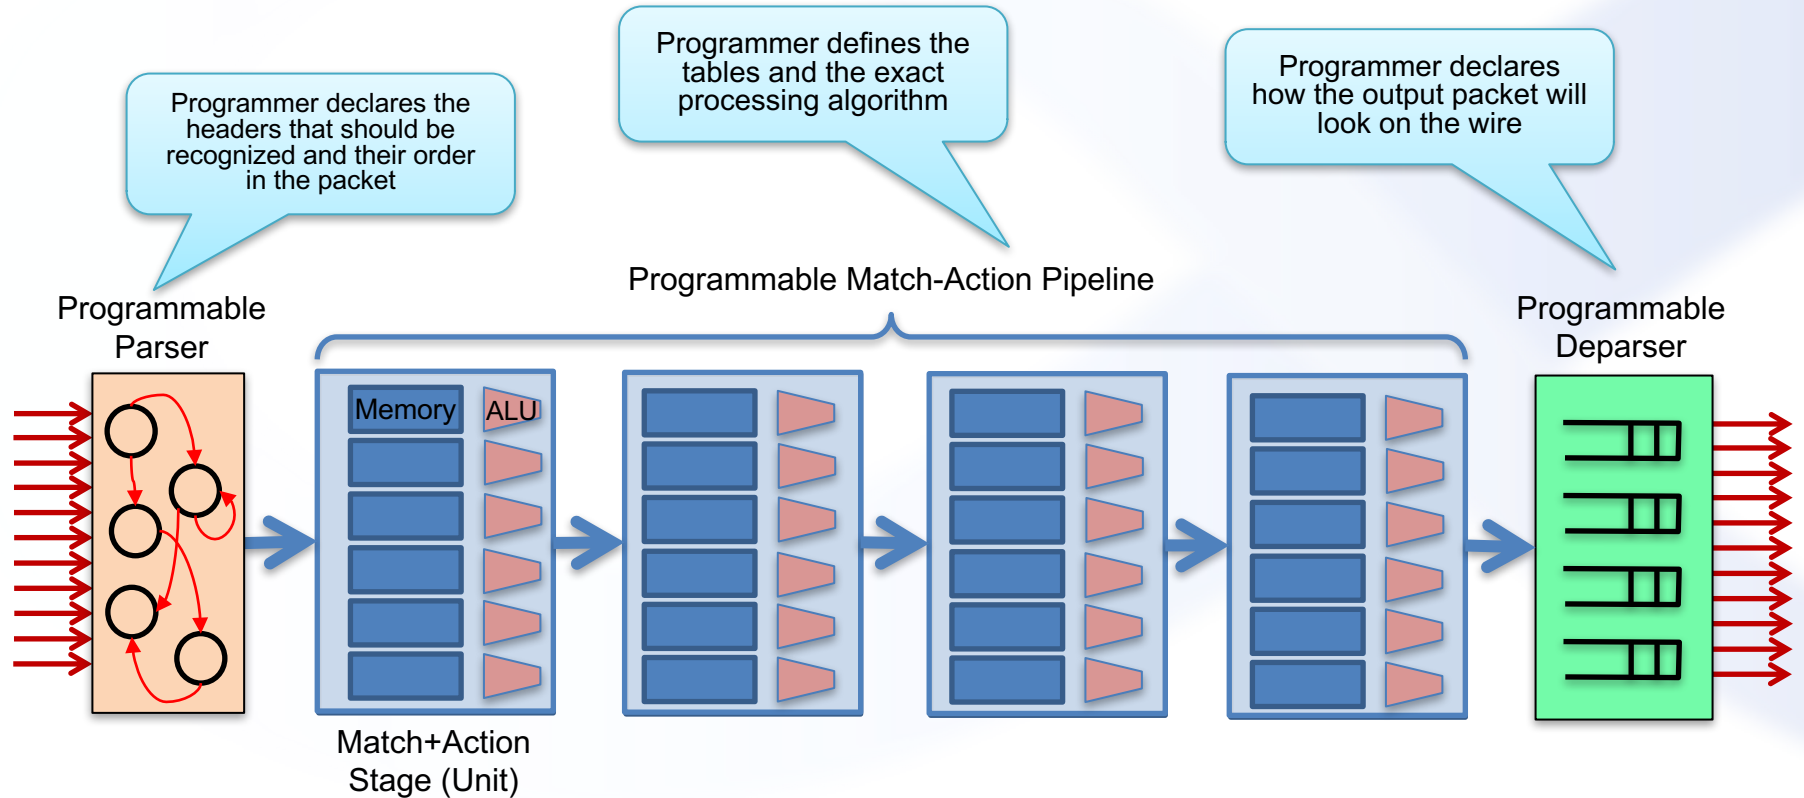 Programmer declares the
headers that should be
recognized and their order
in the packet
Programmer defines the
tables and the exact
processing algorithm
Programmer declares
how the output packet will
look on the wire
Programmable Match-Action Pipeline
Programmable
Parser
Programmable
Deparser
Memory
ALU
Match+Action
Stage (Unit)